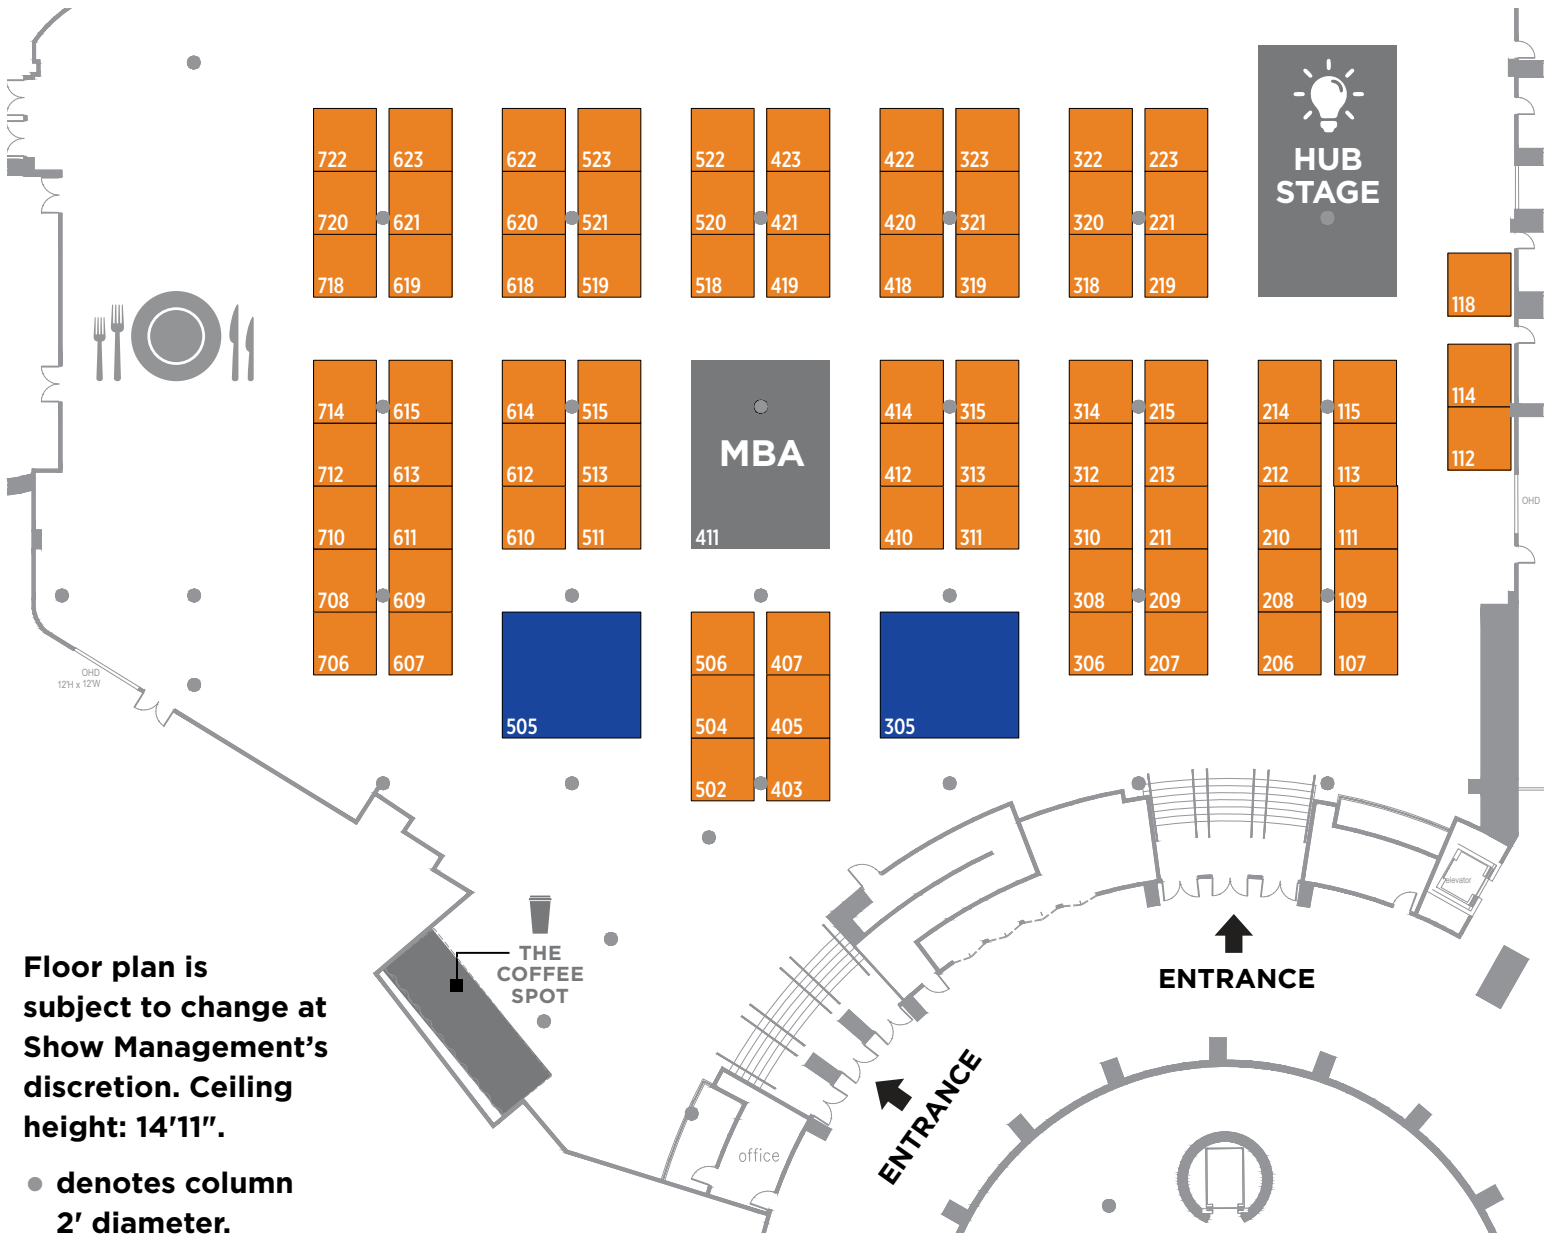 HUB
STAGE
722 623 622 523 522 423 422 323 322 223
720 621 620 521 520 421 420 321 320 221
718 619 618 519 518 419 418 319 318 219
118
714 615 614 515 414 315 314 215 214 115
114
712 613 612 513 MBA 412 313 312 213 212 113
112
OHD
710 611 610 511 411 410 311 310 211 210 111
708 609 308 209 208 109
706 607 506 407 306 207 206 107
OHD
12'H x 12'W
505 504 405 305
502 403
elevator
THE
COFFEE
SPOT
ENTRANCE
ENTRANCE
office
Floor plan is
subject to change at
Show Management’s
discretion. Ceiling
height: 14'11".
denotes column
2' diameter.